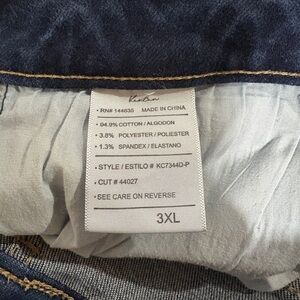 KanCan
• RN# 144635 MADE IN CHINA
• 94.9% COTTON / ALGODON
• 3.8% POLYESTER / POLIESTER
• 1.3% SPANDEX / ELASTANO
• STYLE / ESTILO # KC7344D-P
• CUT # 44027
• SEE CARE ON REVERSE
3XL